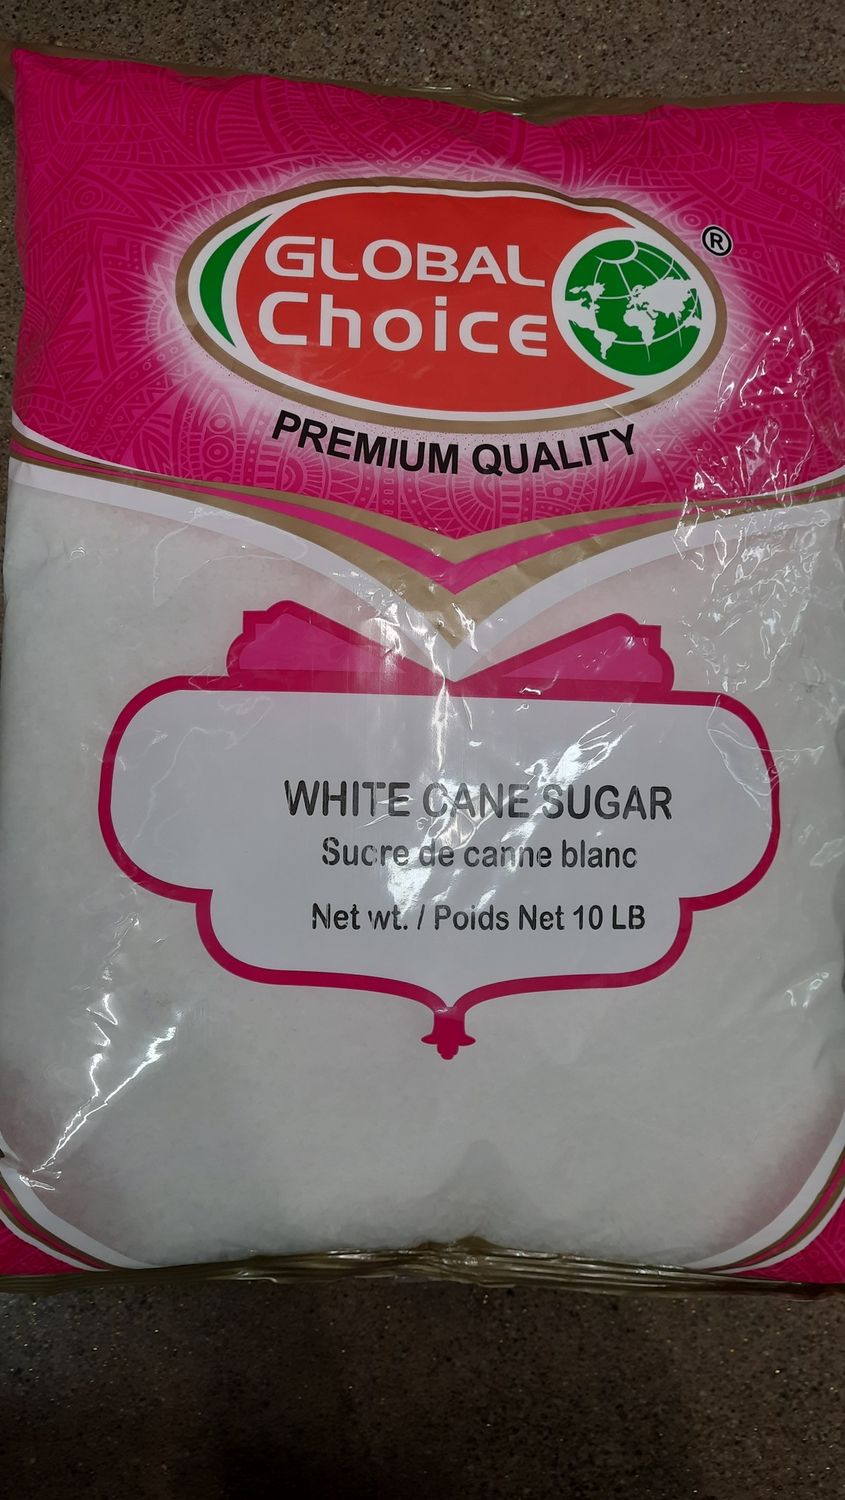 GLOBAL
Choice
®
PREMIUM QUALITY
WHITE CANE SUGAR
Sucre de canne blanc
Net wt. / Poids Net 10 LB